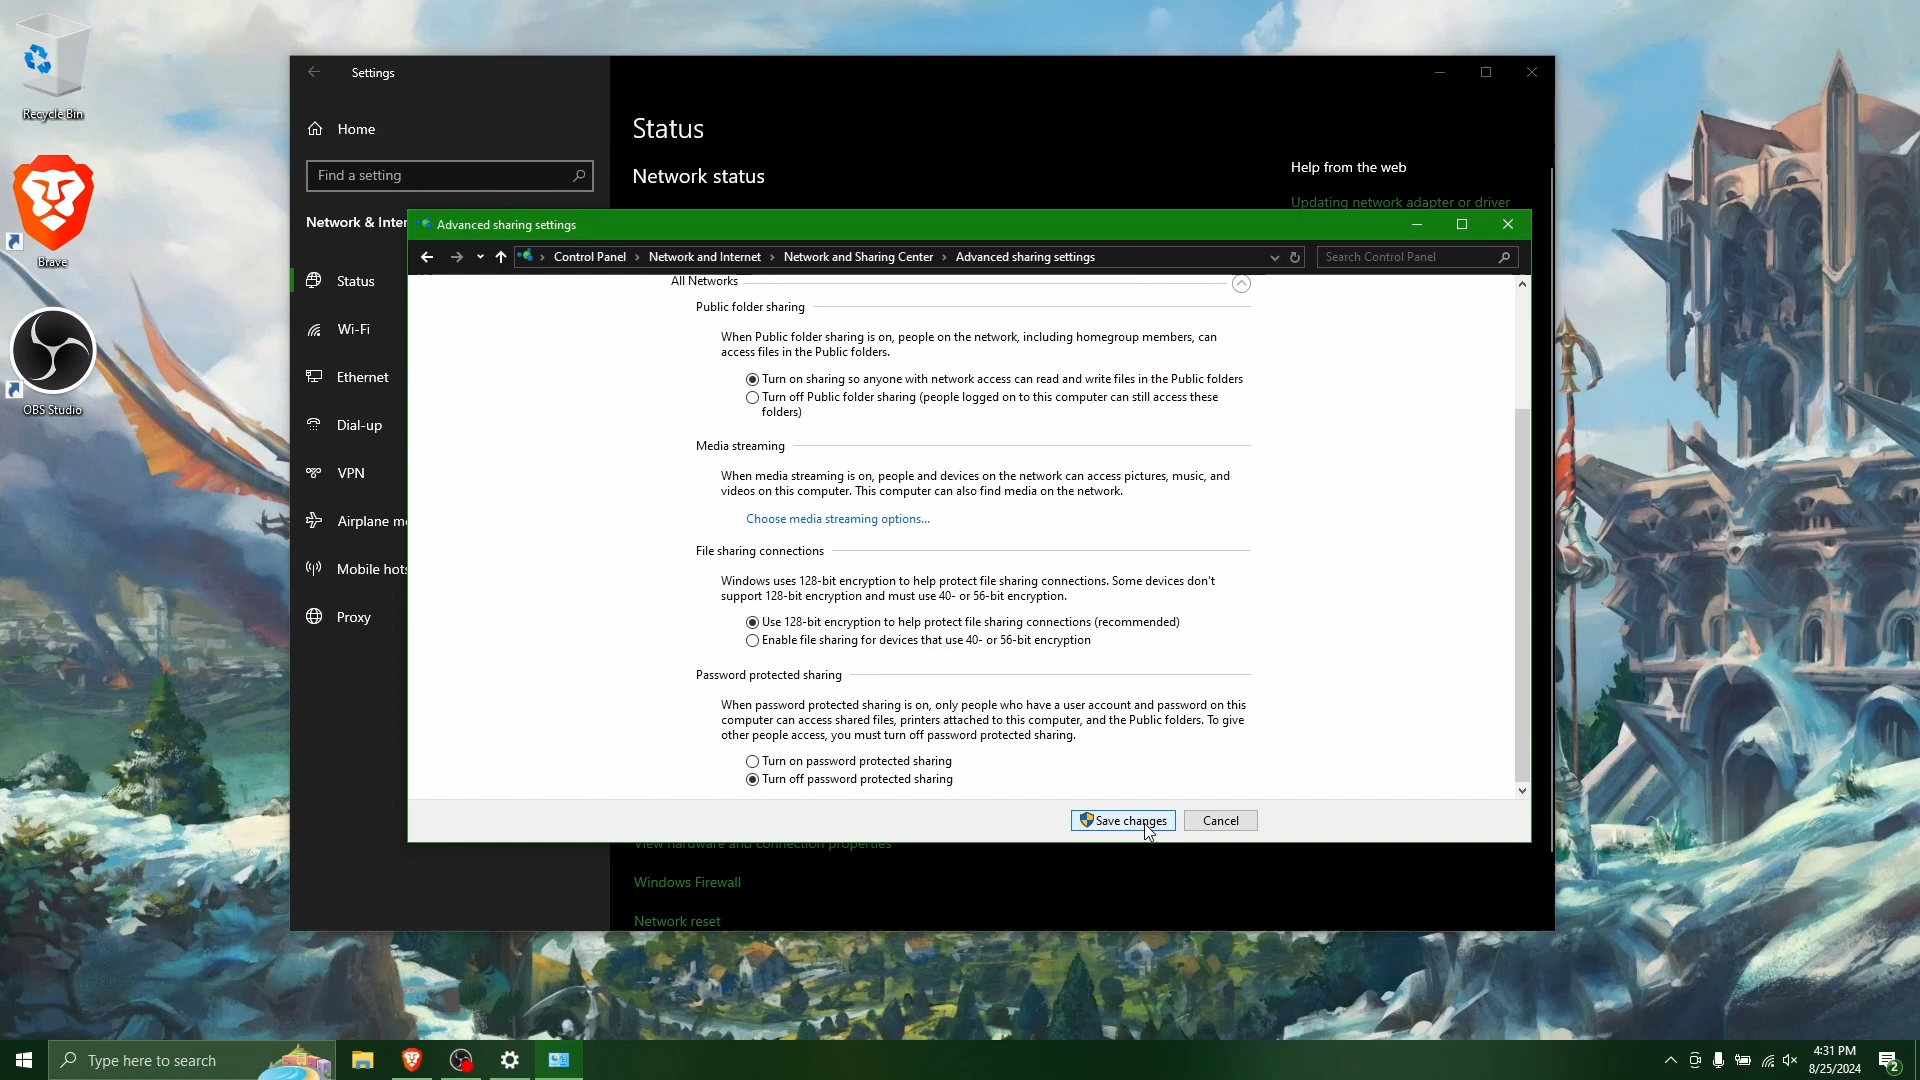 Recycle Bin
Brave
OBS Studio
Settings
Home
Find a setting
Network & Inter
Status
Wi-Fi
Ethernet
Dial-up
VPN
Airplane m
Mobile hots
Proxy
Status
Network status
Help from the web
Updating network adapter or driver
Advanced sharing settings
Control Panel > Network and Internet > Network and Sharing Center > Advanced sharing settings
Search Control Panel
All Networks
Public folder sharing
When Public folder sharing is on, people on the network, including homegroup members, can
access files in the Public folders.
Turn on sharing so anyone with network access can read and write files in the Public folders
Turn off Public folder sharing (people logged on to this computer can still access these
folders)
Media streaming
When media streaming is on, people and devices on the network can access pictures, music, and
videos on this computer. This computer can also find media on the network.
Choose media streaming options...
File sharing connections
Windows uses 128-bit encryption to help protect file sharing connections. Some devices don't
support 128-bit encryption and must use 40- or 56-bit encryption.
Use 128-bit encryption to help protect file sharing connections (recommended)
Enable file sharing for devices that use 40- or 56-bit encryption
Password protected sharing
When password protected sharing is on, only people who have a user account and password on this
computer can access shared files, printers attached to this computer, and the Public folders. To give
other people access, you must turn off password protected sharing.
Turn on password protected sharing
Turn off password protected sharing
Save changes
Cancel
View hardware and connection properties
Windows Firewall
Network reset
Type here to search
4:31 PM
8/25/2024
2